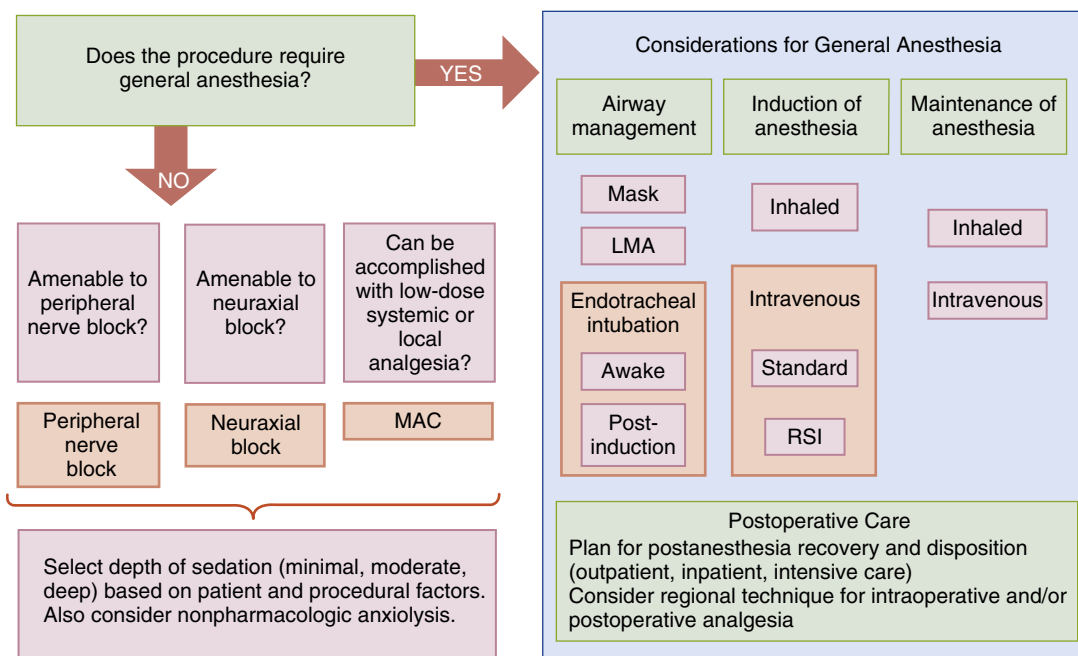 Does the procedure require
general anesthesia?
YES
NO
Amenable to
peripheral
nerve block?
Amenable to
neuraxial
block?
Can be
accomplished
with low-dose
systemic or
local
analgesia?
Peripheral
nerve
block
Neuraxial
block
MAC
Select depth of sedation (minimal, moderate,
deep) based on patient and procedural factors.
Also consider nonpharmacologic anxiolysis.
Considerations for General Anesthesia
Airway
management
Mask
LMA
Endotracheal
intubation
Awake
Post-
induction
Induction of
anesthesia
Inhaled
Intravenous
Standard
RSI
Maintenance of
anesthesia
Inhaled
Intravenous
Postoperative Care
Plan for postanesthesia recovery and disposition
(outpatient, inpatient, intensive care)
Consider regional technique for intraoperative and/or
postoperative analgesia